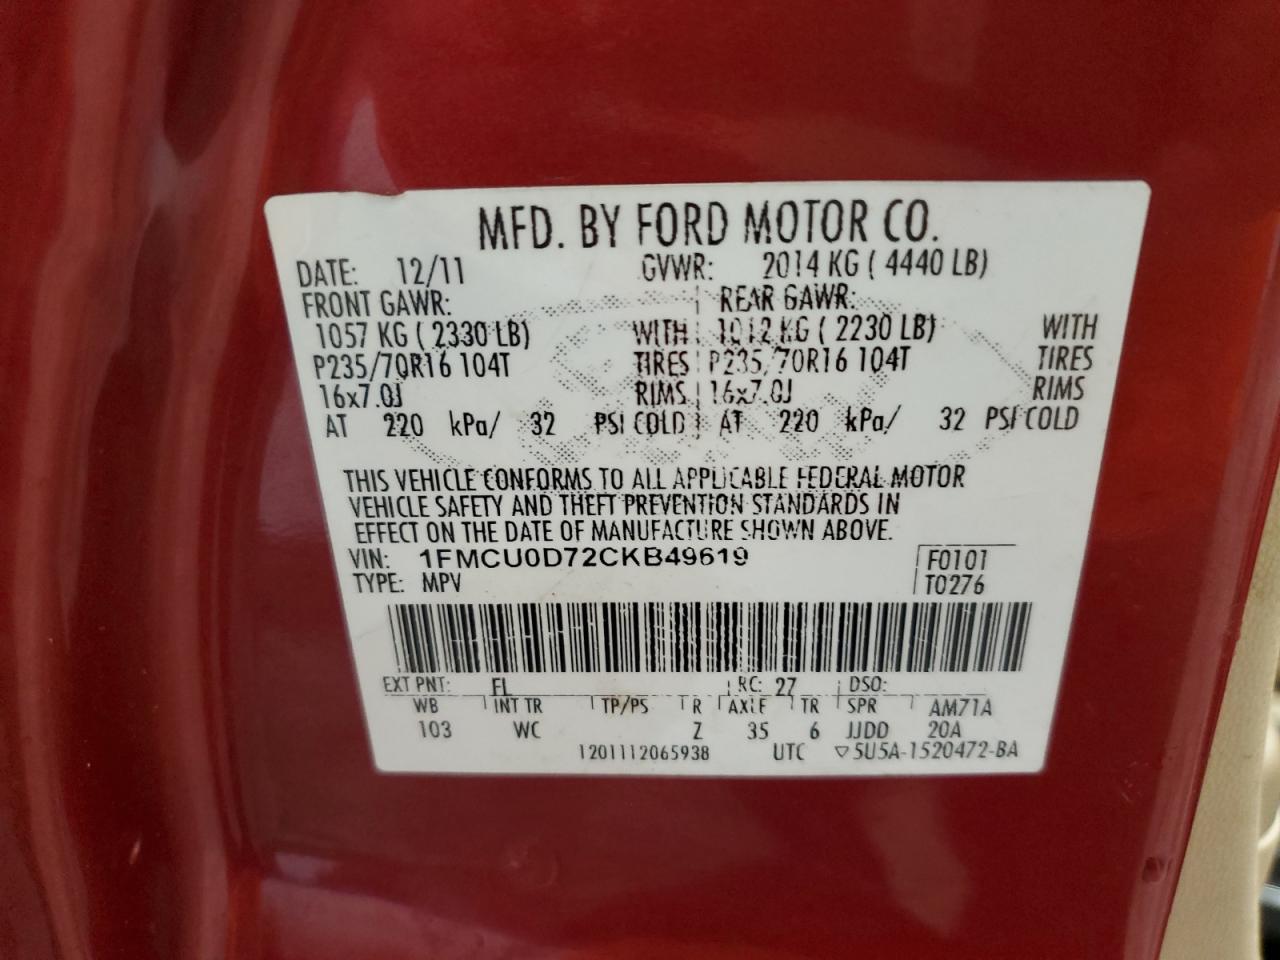 MFD. BY FORD MOTOR CO.
DATE: 12/11 GVWR: 2014 KG ( 4440 LB)
FRONT GAWR: REAR GAWR:
1057 KG ( 2330 LB) WITH 1012 KG ( 2230 LB) WITH
P235/70R16 104T TIRES P235/70R16 104T TIRES
16x7.0J RIMS 16x7.0J RIMS
AT 220 kPa/ 32 PSI COLD AT 220 kPa/ 32 PSI COLD
THIS VEHICLE CONFORMS TO ALL APPLICABLE FEDERAL MOTOR
VEHICLE SAFETY AND THEFT PREVENTION STANDARDS IN
EFFECT ON THE DATE OF MANUFACTURE SHOWN ABOVE.
VIN: 1FMCU0D72CKB49619 F0101
TYPE: MPV T0276
EXT PNT: FL RC: 27 DSO:
WB INT TR TP/PS R AXLE TR SPR AM71A
103 WC Z 35 6 JJDD 20A
1201112065938 UTC ▽5U5A-1520472-BA